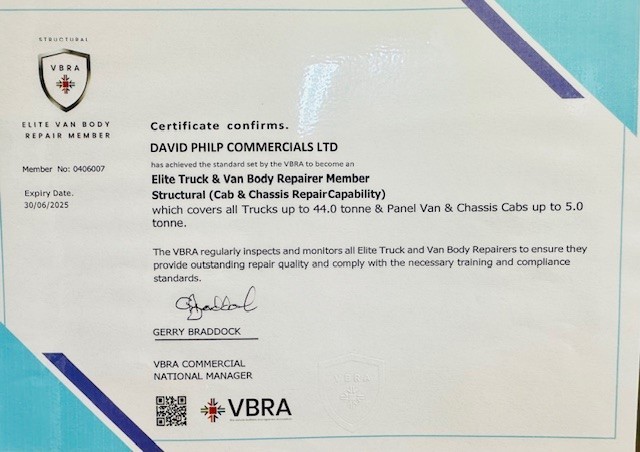 STRUCTURAL
VBRA
ELITE VAN BODY
REPAIR MEMBER
Member No: 0406007
Expiry Date.
30/06/2025
Certificate confirms.
DAVID PHILP COMMERCIALS LTD
has achieved the standard set by the VBRA to become an
Elite Truck & Van Body Repairer Member
Structural (Cab & Chassis RepairCapability)
which covers all Trucks up to 44.0 tonne & Panel Van & Chassis Cabs up to 5.0
tonne.
The VBRA regularly inspects and monitors all Elite Truck and Van Body Repairers to ensure they
provide outstanding repair quality and comply with the necessary training and compliance
standards.
GERRY BRADDOCK
VBRA COMMERCIAL
NATIONAL MANAGER
VBRA
VBRA